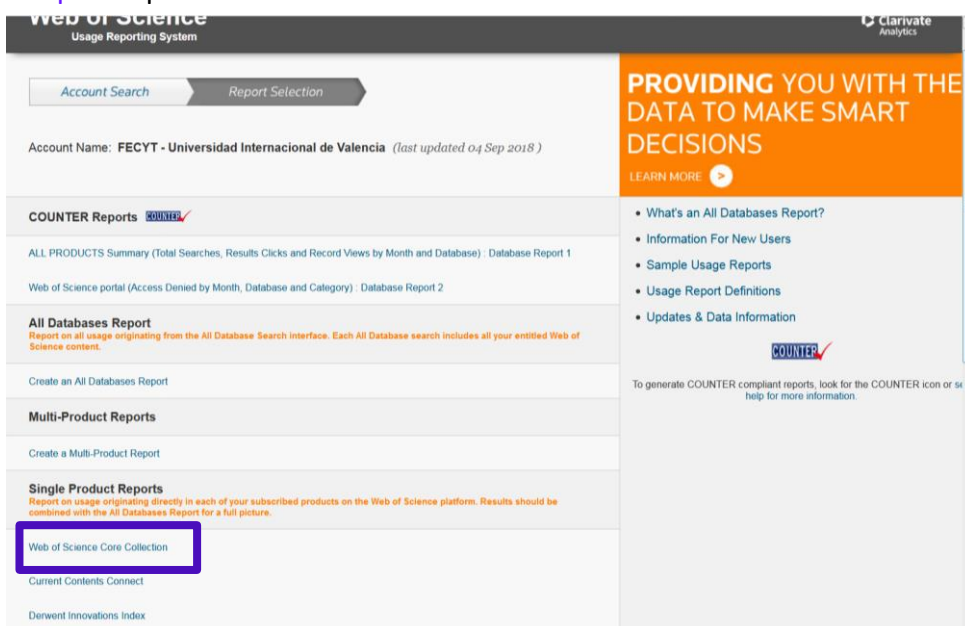 Web of Science
Usage Reporting System
Clarivate
Analytics
Account Search
Report Selection
Account Name: FECYT - Universidad Internacional de Valencia (last updated 04 Sep 2018 )
COUNTER Reports COUNTER
ALL PRODUCTS Summary (Total Searches, Results Clicks and Record Views by Month and Database) : Database Report 1
Web of Science portal (Access Denied by Month, Database and Category) : Database Report 2
All Databases Report
Report on all usage originating from the All Database Search interface. Each All Database search includes all your entitled Web of
Science content.
Create an All Databases Report
Multi-Product Reports
Create a Multi-Product Report
Single Product Reports
Report on usage originating directly in each of your subscribed products on the Web of Science platform. Results should be
combined with the All Databases Report for a full picture.
Web of Science Core Collection
Current Contents Connect
Derwent Innovations Index
PROVIDING YOU WITH THE
DATA TO MAKE SMART
DECISIONS
LEARN MORE >
• What's an All Databases Report?
• Information For New Users
• Sample Usage Reports
• Usage Report Definitions
• Updates & Data Information
COUNTER
To generate COUNTER compliant reports, look for the COUNTER icon or
help for more information.